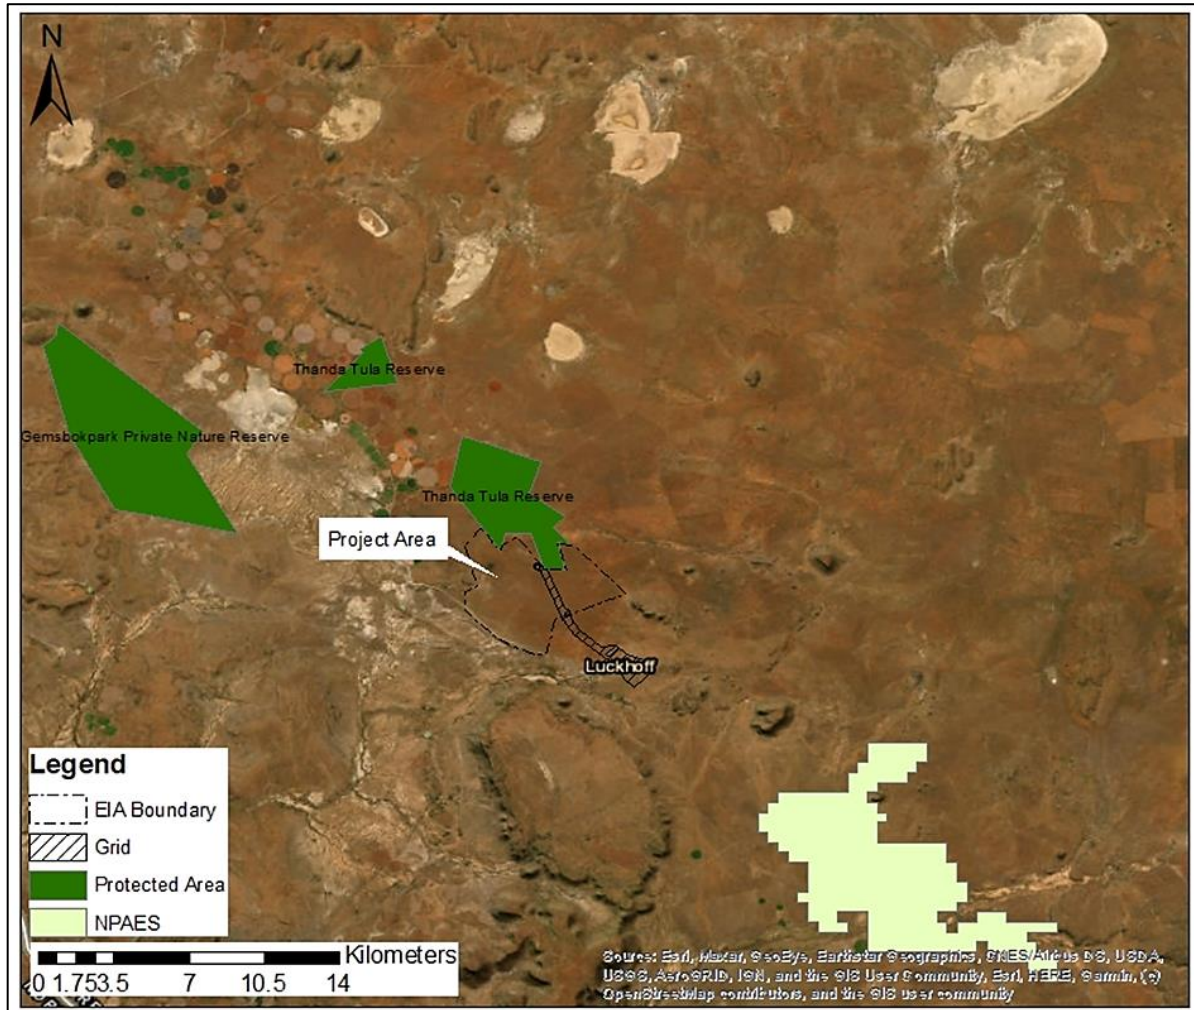 N
Thanda Tula Reserve
Gemsbokpark Private Nature Reserve
Thanda Tula Reserve
Project Area
Luckhoff
Legend
EIA Boundary
Grid
Protected Area
NPAES
Kilometers
0 1.753.5 7 10.5 14
Source: Esri, Maxar, GeoEye, Earthstar Geographics, CNES/Airbus DS, USDA,
USGS, AeroGRID, IGN, and the GIS User Community, Esri, HERE, Garmin, (c)
OpenStreetMap contributors, and the GIS user community